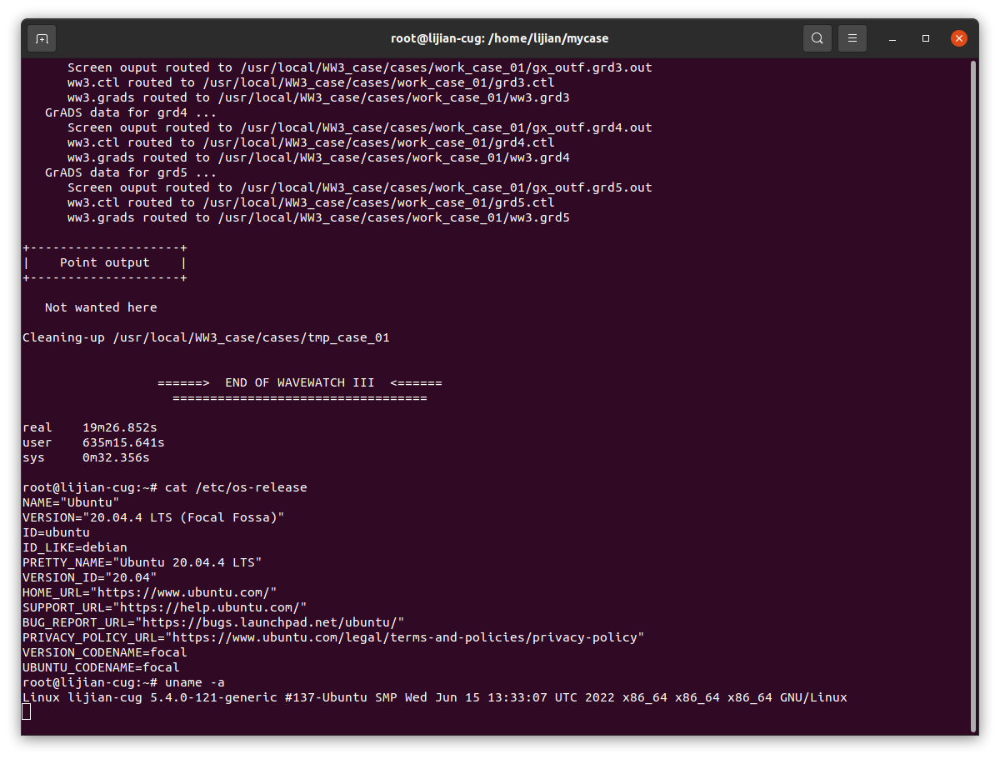 root@lijian-cug: /home/lijian/mycase
Screen ouput routed to /usr/local/WW3_case/cases/work_case_01/gx_outf.grd3.out
ww3.ctl routed to /usr/local/WW3_case/cases/work_case_01/grd3.ctl
ww3.grads routed to /usr/local/WW3_case/cases/work_case_01/ww3.grd3
GrADS data for grd4 ...
Screen ouput routed to /usr/local/WW3_case/cases/work_case_01/gx_outf.grd4.out
ww3.ctl routed to /usr/local/WW3_case/cases/work_case_01/grd4.ctl
ww3.grads routed to /usr/local/WW3_case/cases/work_case_01/ww3.grd4
GrADS data for grd5 ...
Screen ouput routed to /usr/local/WW3_case/cases/work_case_01/gx_outf.grd5.out
ww3.ctl routed to /usr/local/WW3_case/cases/work_case_01/grd5.ctl
ww3.grads routed to /usr/local/WW3_case/cases/work_case_01/ww3.grd5
+--------------------+
|    Point output    |
+--------------------+
Not wanted here
Cleaning-up /usr/local/WW3_case/cases/tmp_case_01
======>  END OF WAVEWATCH III  <======
==================================
real    19m26.852s
user    635m15.641s
sys     0m32.356s
root@lijian-cug:~# cat /etc/os-release
NAME="Ubuntu"
VERSION="20.04.4 LTS (Focal Fossa)"
ID=ubuntu
ID_LIKE=debian
PRETTY_NAME="Ubuntu 20.04.4 LTS"
VERSION_ID="20.04"
HOME_URL="https://www.ubuntu.com/"
SUPPORT_URL="https://help.ubuntu.com/"
BUG_REPORT_URL="https://bugs.launchpad.net/ubuntu/"
PRIVACY_POLICY_URL="https://www.ubuntu.com/legal/terms-and-policies/privacy-policy"
VERSION_CODENAME=focal
UBUNTU_CODENAME=focal
root@lijian-cug:~# uname -a
Linux lijian-cug 5.4.0-121-generic #137-Ubuntu SMP Wed Jun 15 13:33:07 UTC 2022 x86_64 x86_64 x86_64 GNU/Linux